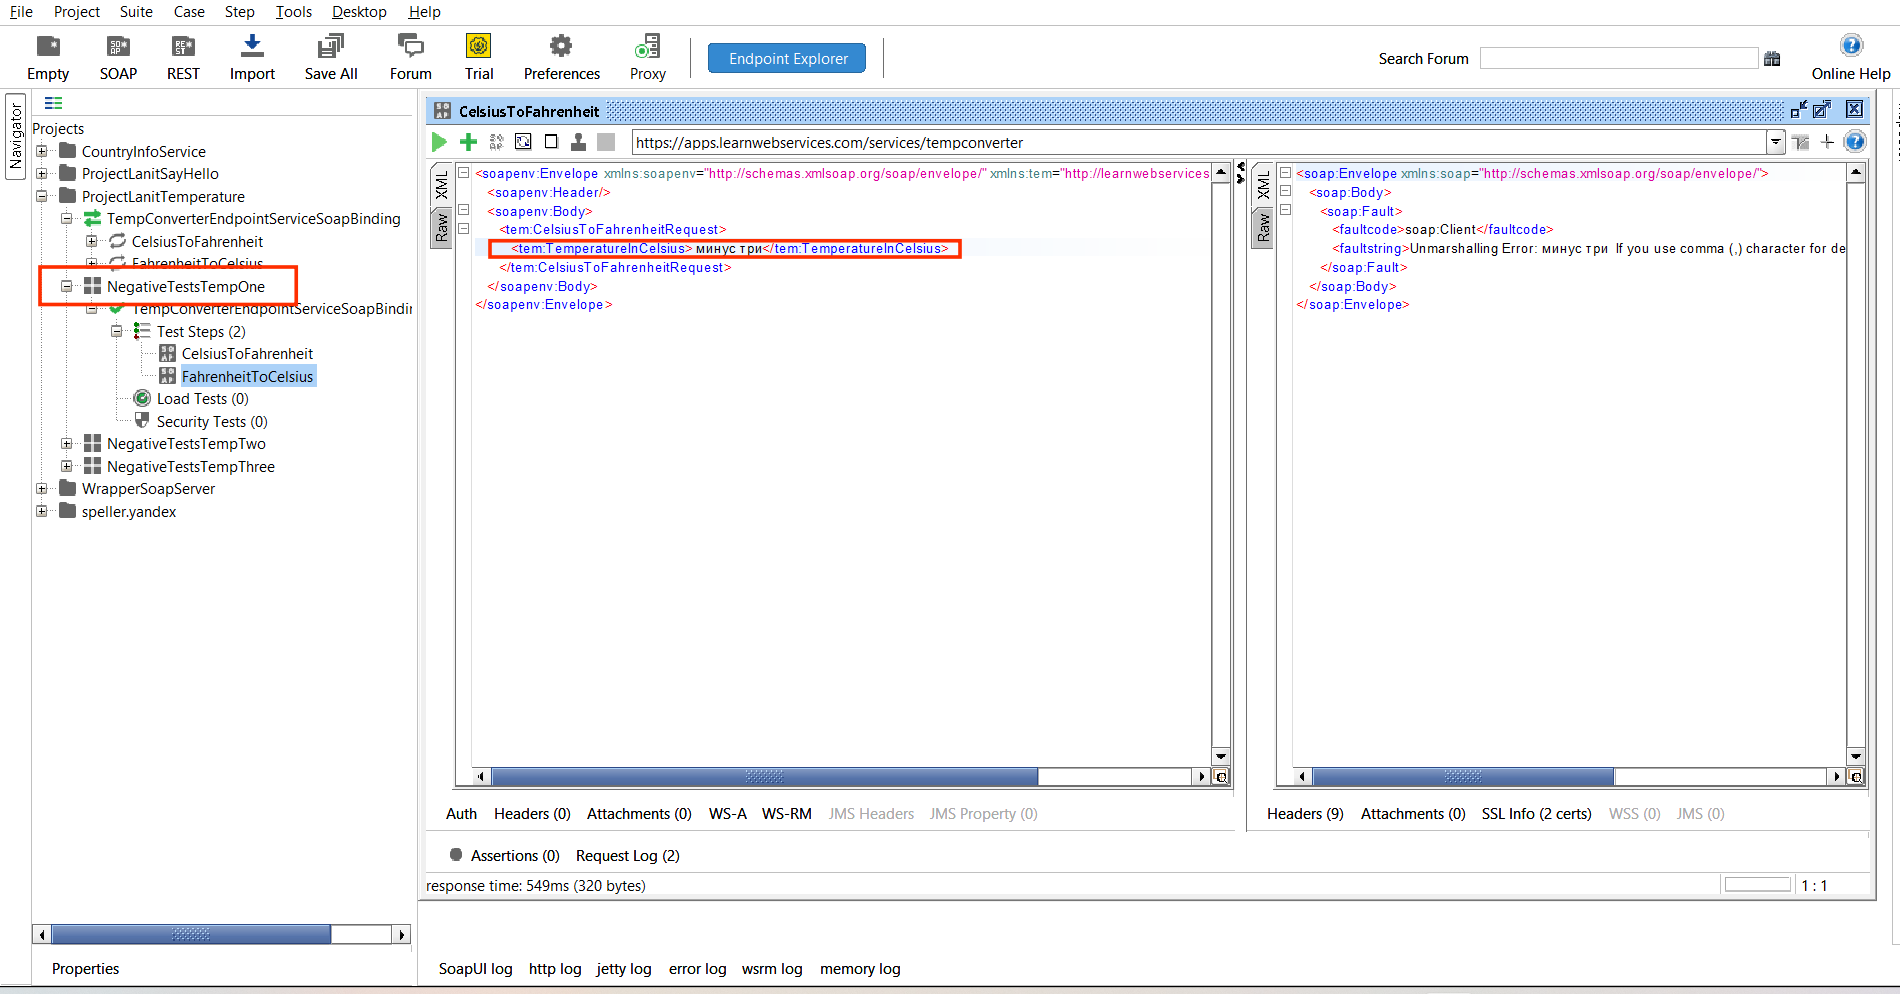 File Project Suite Case Step Tools Desktop Help
Empty SOAP REST Import Save All Forum Trial Preferences Proxy Endpoint Explorer Search Forum Online Help
Navigator
Projects
CountryInfoService
ProjectLanitSayHello
ProjectLanitTemperature
TempConverterEndpointServiceSoapBinding
CelsiusToFahrenheit
FahrenheitToCelsius
NegativeTestsTempOne
TempConverterEndpointServiceSoapBindin
Test Steps (2)
CelsiusToFahrenheit
FahrenheitToCelsius
Load Tests (0)
Security Tests (0)
NegativeTestsTempTwo
NegativeTestsTempThree
WrapperSoapServer
speller.yandex
Properties
CelsiusToFahrenheit
https://apps.learnwebservices.com/services/tempconverter
XML
Raw
<soapenv:Envelope xmlns:soapenv="http://schemas.xmlsoap.org/soap/envelope/" xmlns:tem="http://learnwebservices
<soapenv:Header/>
<soapenv:Body>
<tem:CelsiusToFahrenheitRequest>
<tem:TemperatureInCelsius> минус три</tem:TemperatureInCelsius>
</tem:CelsiusToFahrenheitRequest>
</soapenv:Body>
</soapenv:Envelope>
XML
Raw
<soap:Envelope xmlns:soap="http://schemas.xmlsoap.org/soap/envelope/">
<soap:Body>
<soap:Fault>
<faultcode>soap:Client</faultcode>
<faultstring>Unmarshalling Error: минус три If you use comma (,) character for de
</soap:Fault>
</soap:Body>
</soap:Envelope>
Auth Headers (0) Attachments (0) WS-A WS-RM JMS Headers JMS Property (0)
Headers (9) Attachments (0) SSL Info (2 certs) WSS (0) JMS (0)
Assertions (0) Request Log (2)
response time: 549ms (320 bytes)
1 : 1
SoapUI log http log jetty log error log wsrm log memory log